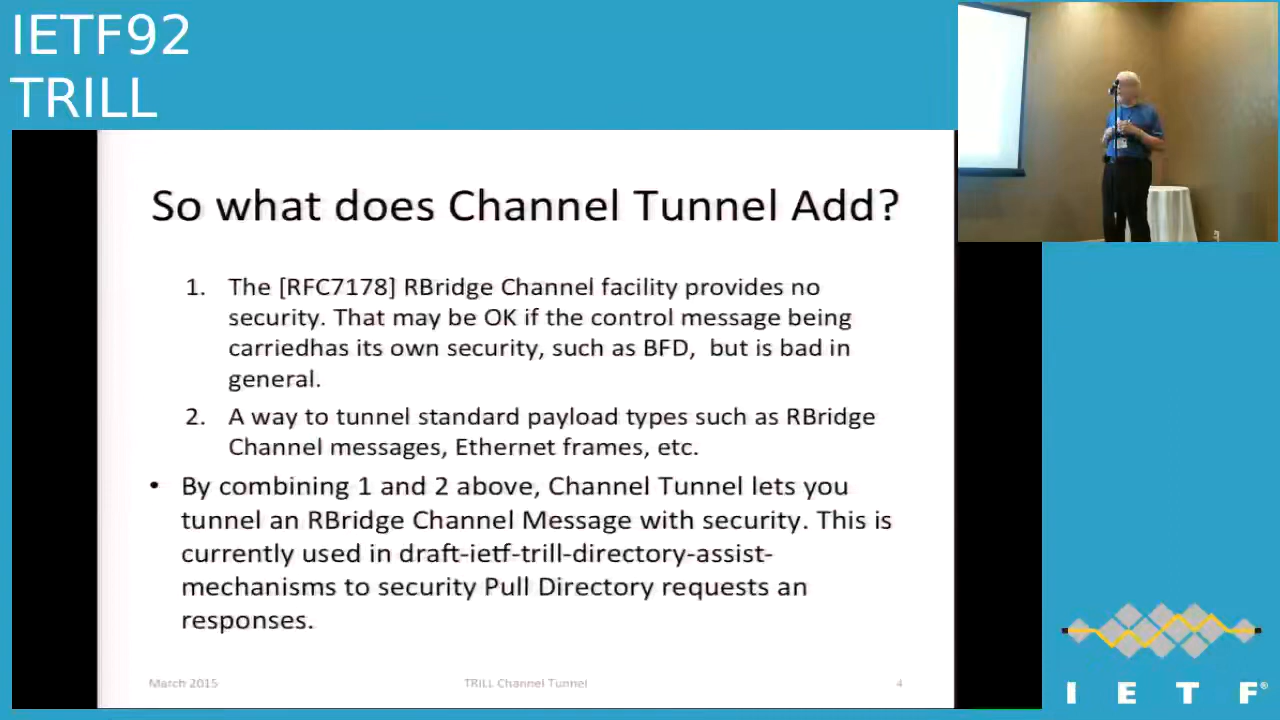 IETF92
TRILL
So what does Channel Tunnel Add?
1. The [RFC7178] RBridge Channel facility provides no
security. That may be OK if the control message being
carriedhas its own security, such as BFD, but is bad in
general.
2. A way to tunnel standard payload types such as RBridge
Channel messages, Ethernet frames, etc.
• By combining 1 and 2 above, Channel Tunnel lets you
tunnel an RBridge Channel Message with security. This is
currently used in draft-ietf-trill-directory-assist-
mechanisms to security Pull Directory requests an
responses.
March 2015 TRILL Channel Tunnel 4
I E T F®